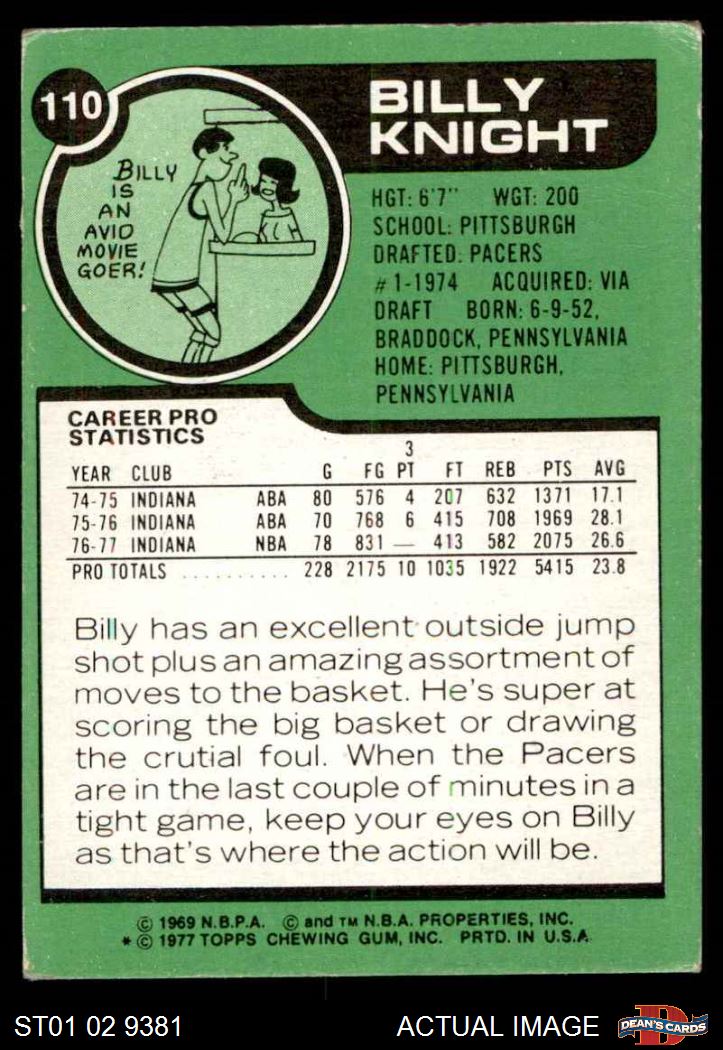 110
BILLY
KNIGHT
BILLY
IS
AN
AVID
MOVIE
GOER!
HGT: 6'7" WGT: 200
SCHOOL: PITTSBURGH
DRAFTED: PACERS
#1-1974 ACQUIRED: VIA
DRAFT BORN: 6-9-52,
BRADDOCK, PENNSYLVANIA
HOME: PITTSBURGH,
PENNSYLVANIA
CAREER PRO
STATISTICS
3
YEAR CLUB G FG PT FT REB PTS AVG
74-75 INDIANA ABA 80 576 4 207 632 1371 17.1
75-76 INDIANA ABA 70 768 6 415 708 1969 28.1
76-77 INDIANA NBA 78 831 — 413 582 2075 26.6
PRO TOTALS .......... 228 2175 10 1035 1922 5415 23.8
Billy has an excellent outside jump
shot plus an amazing assortment of
moves to the basket. He's super at
scoring the big basket or drawing
the crutial foul. When the Pacers
are in the last couple of minutes in a
tight game, keep your eyes on Billy
as that's where the action will be.
© 1969 N.B.P.A. © and TM N.B.A. PROPERTIES, INC.
* © 1977 TOPPS CHEWING GUM, INC. PRTD. IN U.S.A.
ST01 02 9381 ACTUAL IMAGE D DEAN'S CARDS